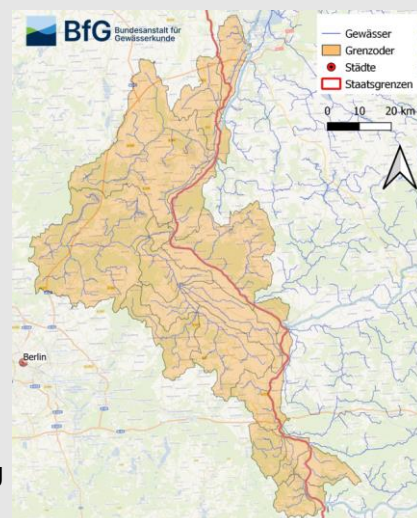 BfG
Bundesanstalt für
Gewässerkunde
Gewässer
Grenzoder
Städte
Staatsgrenzen
0 10 20 km
Berlin